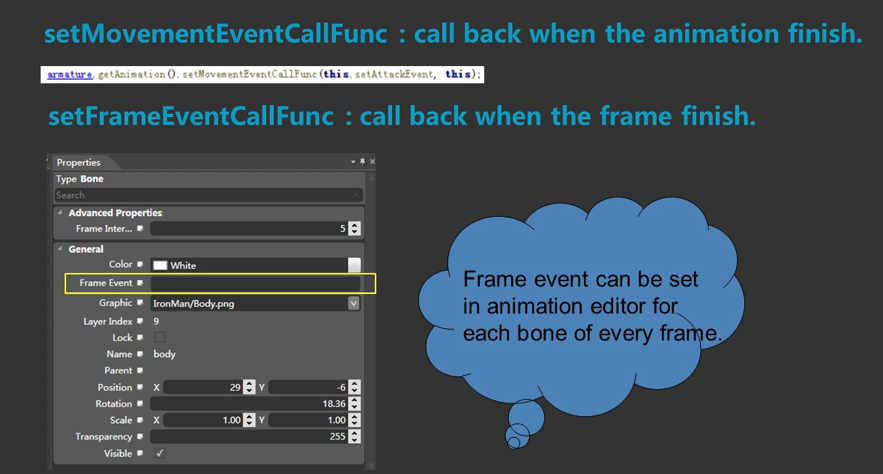 setMovementEventCallFunc : call back when the animation finish.
armature.getAnimation().setMovementEventCallFunc(this.setAttackEvent, this);
setFrameEventCallFunc : call back when the frame finish.
Properties
Type Bone
Search
Advanced Properties
Frame Inter... 5
General
Color White
Frame Event
Graphic IronMan/Body.png
Layer Index 9
Lock
Name body
Parent
Position X 29 Y -6
Rotation 18.36
Scale X 1.00 Y 1.00
Transparency 255
Visible
Frame event can be set
in animation editor for
each bone of every frame.